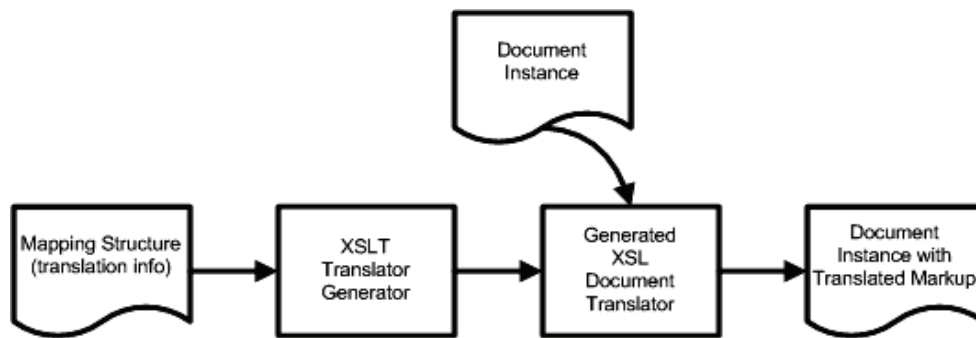 Document
Instance
Mapping Structure
(translation info)
XSLT
Translator
Generator
Generated
XSL
Document
Translator
Document
Instance with
Translated Markup